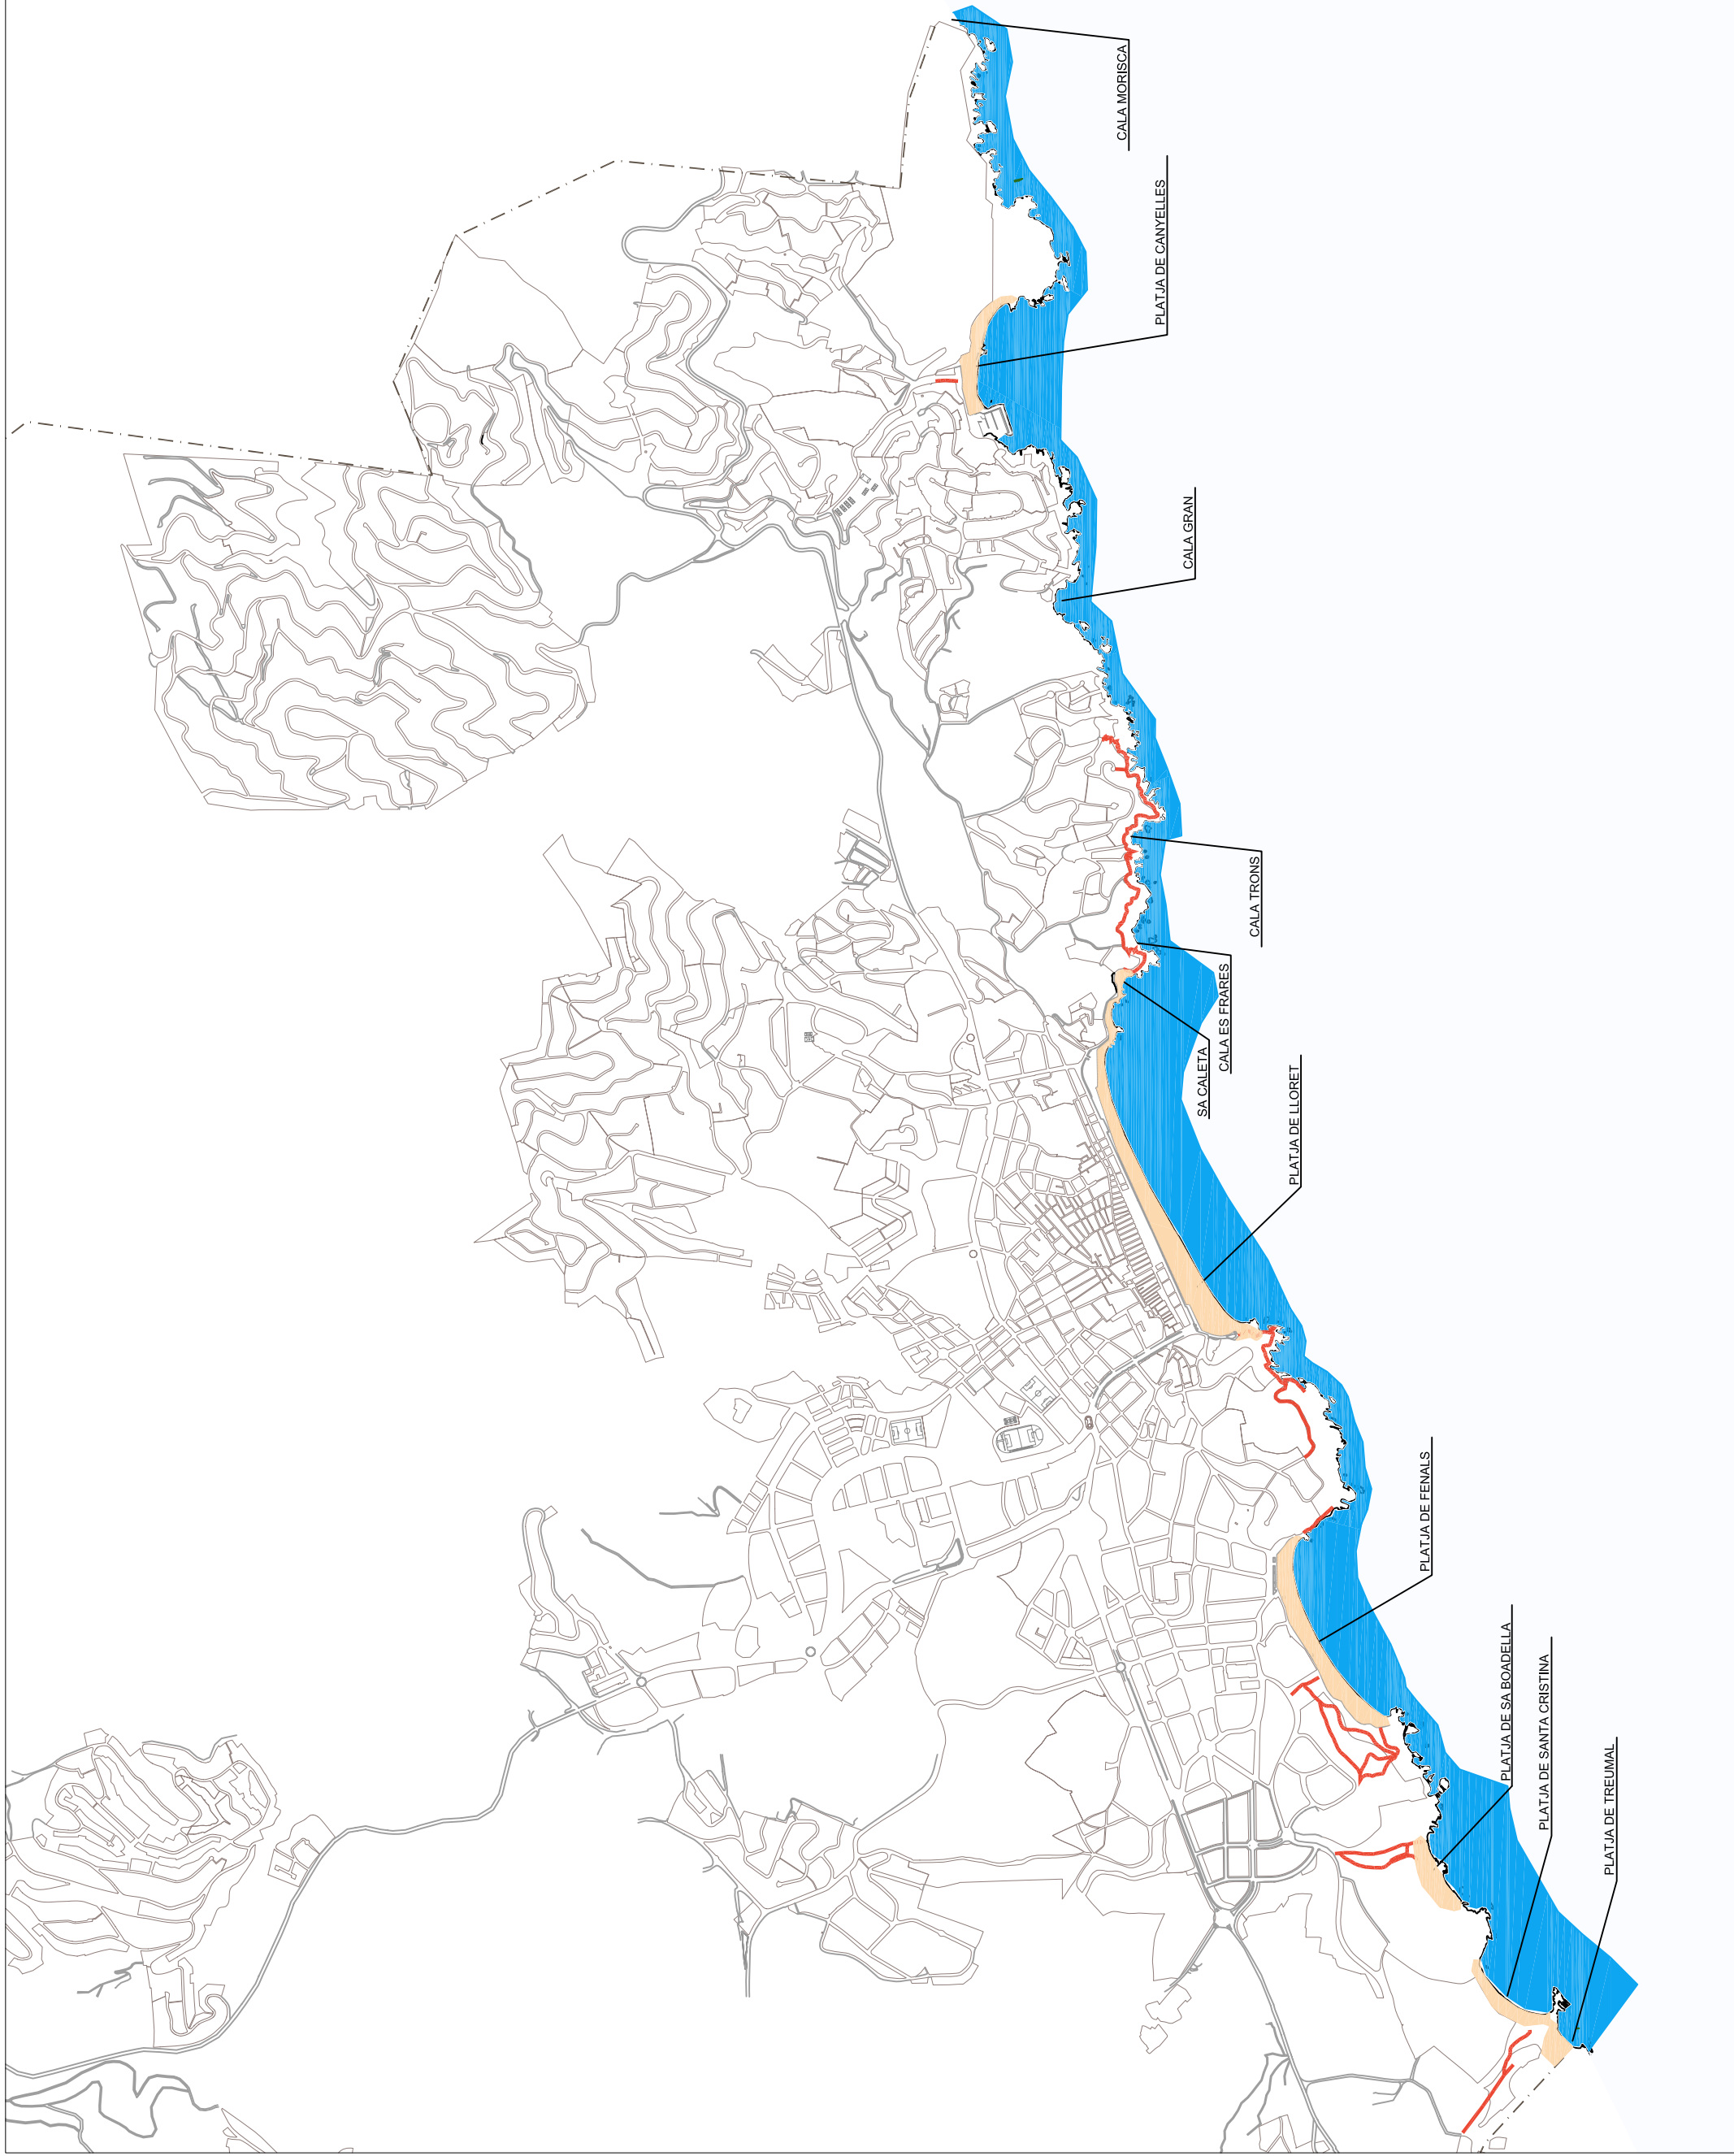 CALA MORISCA
PLATJA DE CANYELLES
CALA GRAN
CALA TRONS
CALA ES FRARES
SA CALETA
PLATJA DE LLORET
PLATJA DE FENALS
PLATJA DE SA BOADELLA
PLATJA DE SANTA CRISTINA
PLATJA DE TREUMAL